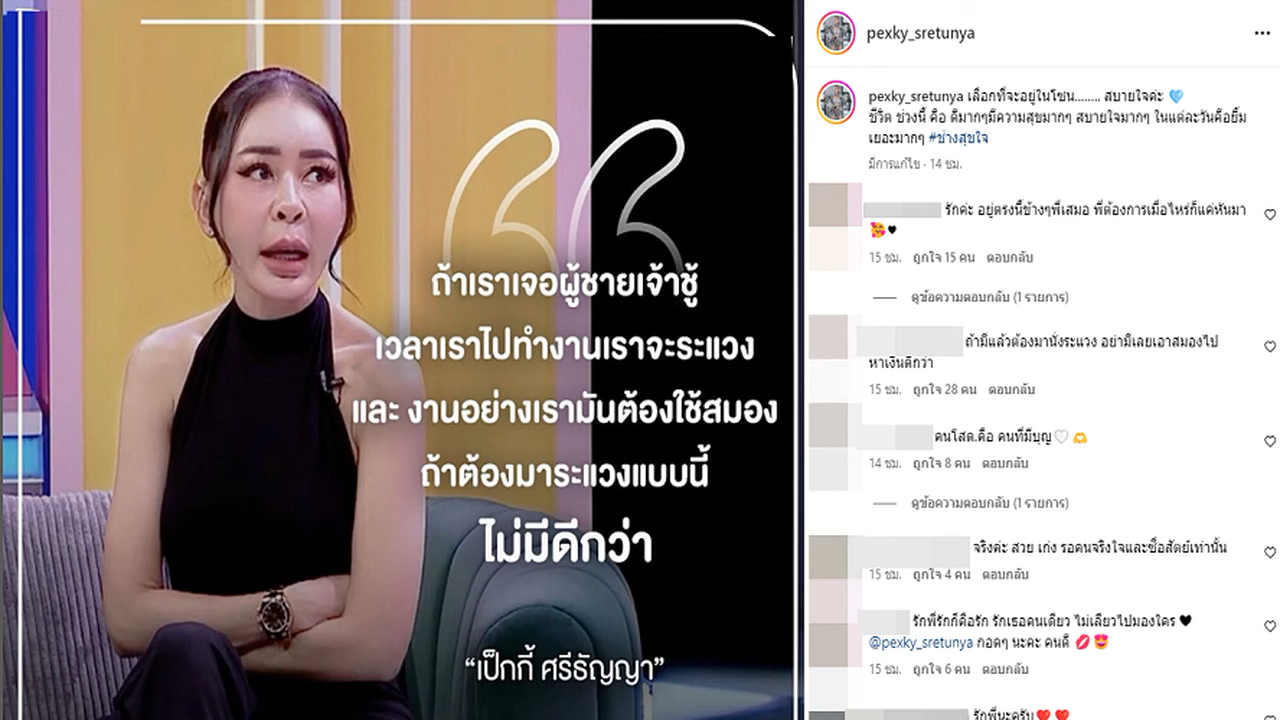 ถ้าเราเจอผู้ชายเจ้าชู้
เวลาเราไปทำงานเราจะระแวง
และ งานอย่างเรามันต้องใช้สมอง
ถ้าต้องมาระแวงแบบนี้
ไม่มีดีกว่า
“เป็กกี้ ศรีธัญญา”
pexky_sretunya
pexky_sretunya เลือกที่จะอยู่ในโซน........ สบายใจค่ะ 🩵
ชีวิต ช่วงนี้ คือ ดีมากๆมีความสุขมากๆ สบายใจมากๆ ในแต่ละวันคือยิ้ม
เยอะมากๆ #ช่างสุขใจ
มีการแก้ไข · 14 ชม.
รักค่ะ อยู่ตรงนี้ข้างๆพี่เสมอ พี่ต้องการเมื่อไหร่ก็แค่หันมา
🥰♥
15 ชม. ถูกใจ 15 คน ตอบกลับ
ดูข้อความตอบกลับ (1 รายการ)
ถ้ามีแล้วต้องมานั่งระแวง อย่ามีเลยเอาสมองไป
หาเงินดีกว่า
15 ชม. ถูกใจ 28 คน ตอบกลับ
คนโสด.คือ คนที่มีบุญ🤍 🫶
14 ชม. ถูกใจ 8 คน ตอบกลับ
ดูข้อความตอบกลับ (1 รายการ)
จริงค่ะ สวย เก่ง รอคนจริงใจและซื่อสัตย์เท่านั้น
15 ชม. ถูกใจ 4 คน ตอบกลับ
รักพี่รักก็คือรัก รักเธอคนเดียว ไม่เลี้ยวไปมองใคร ♥
@pexky_sretunya กอดๆ นะคะ คนดี 💋 😍
15 ชม. ถูกใจ 6 คน ตอบกลับ
รักพี่นะครับ❤️ ❤️